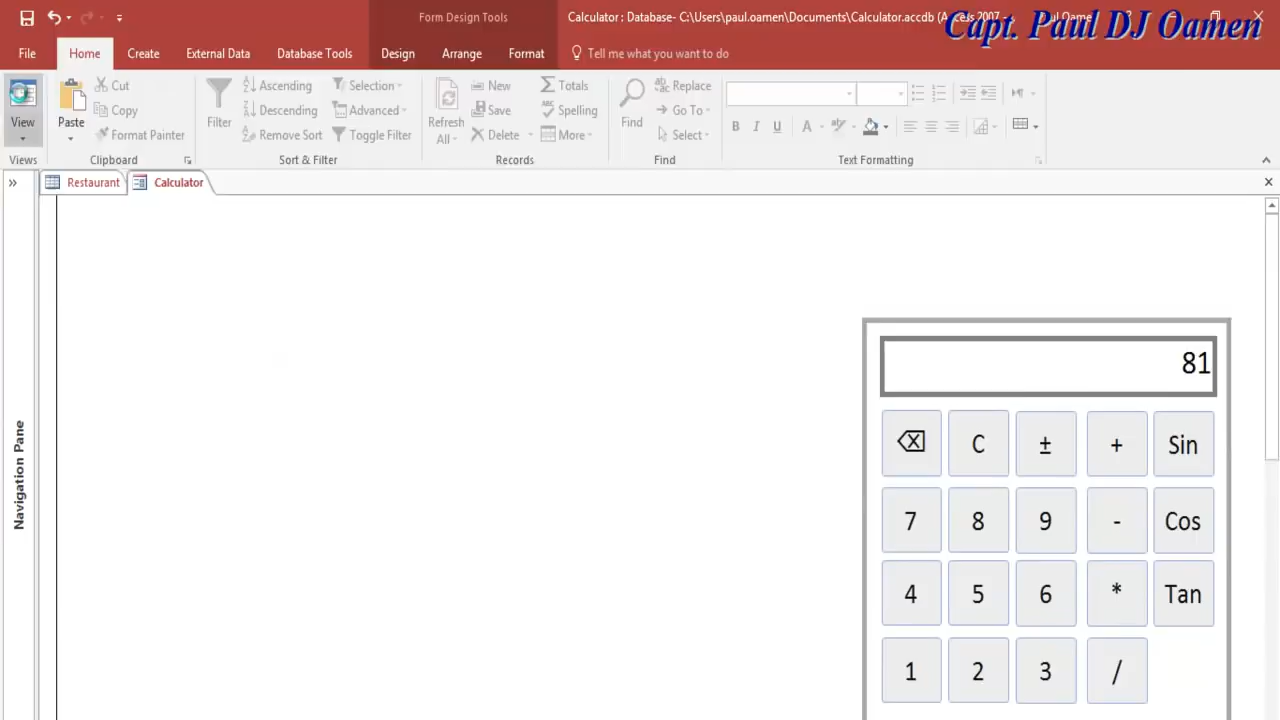 Form Design Tools
Calculator : Database- C:\Users\paul.oamen\Documents\Calculator.accdb (Access 2007 -
Capt. Paul DJ Oamen
File Home Create External Data Database Tools Design Arrange Format Tell me what you want to do
View
Views
Paste
Cut
Copy
Format Painter
Clipboard
Filter
Ascending
Descending
Remove Sort
Selection
Advanced
Toggle Filter
Sort & Filter
Refresh
All
New
Save
Delete
Totals
Spelling
More
Records
Find
Replace
Go To
Select
Find
B I U A
Text Formatting
Restaurant Calculator
Navigation Pane
81
C ± + Sin
7 8 9 - Cos
4 5 6 * Tan
1 2 3 /